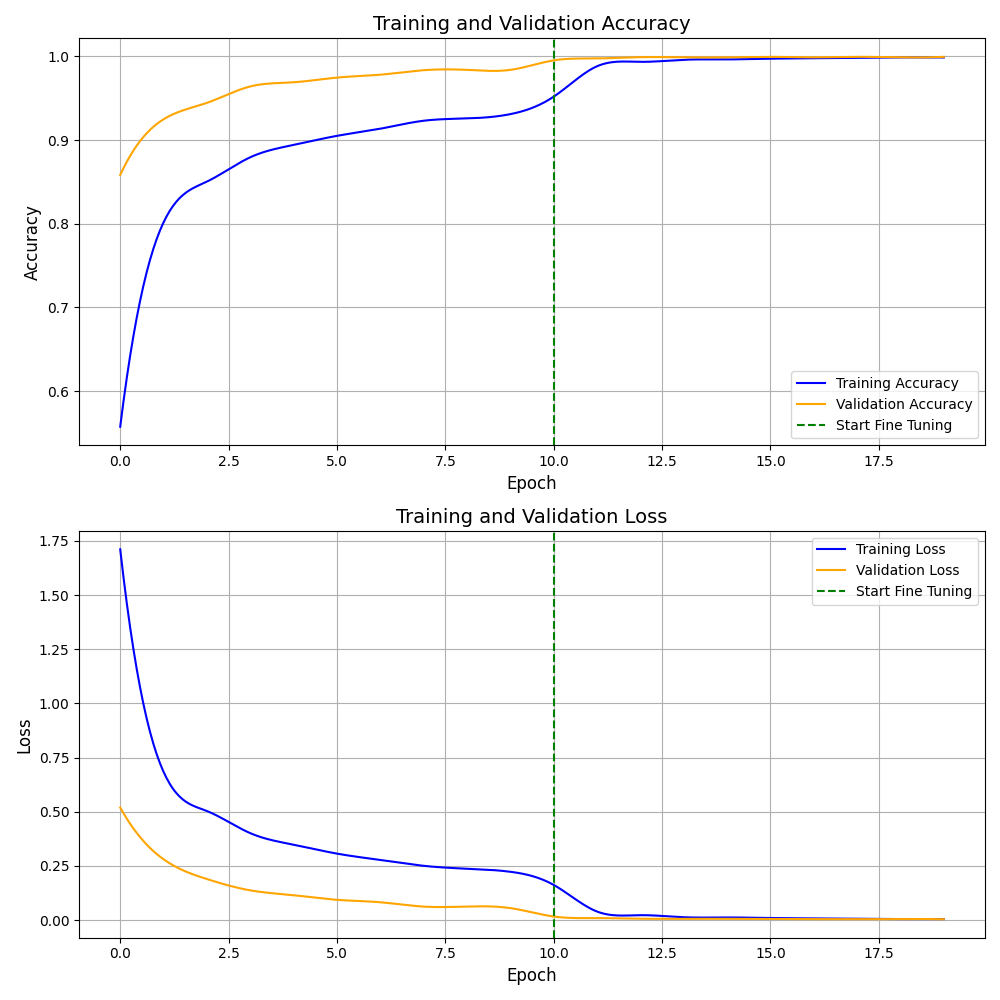 Training and Validation Accuracy
1.0
0.9
0.8
0.7
0.6
Accuracy
Training Accuracy
Validation Accuracy
Start Fine Tuning
0.0 2.5 5.0 7.5 10.0 12.5 15.0 17.5
Epoch
Training and Validation Loss
1.75
1.50
1.25
1.00
0.75
0.50
0.25
0.00
Loss
Training Loss
Validation Loss
Start Fine Tuning
0.0 2.5 5.0 7.5 10.0 12.5 15.0 17.5
Epoch